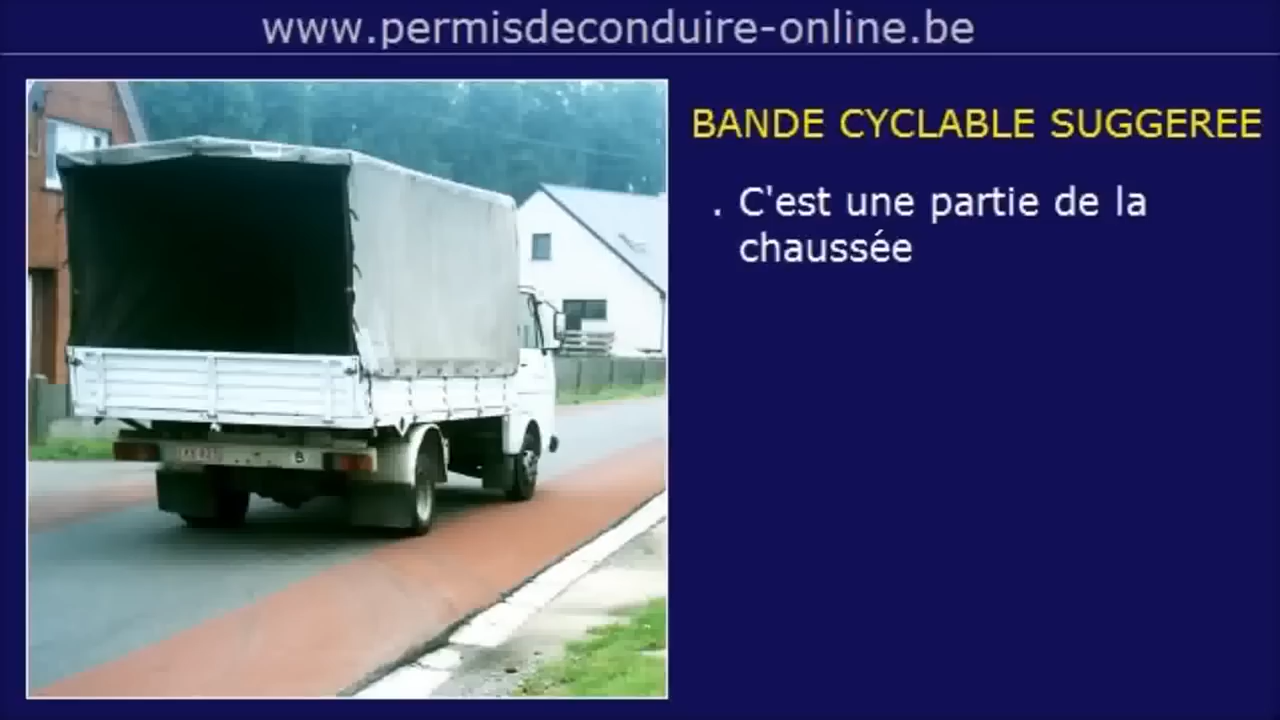 www.permisdeconduire-online.be
BANDE CYCLABLE SUGGEREE
. C'est une partie de la
chaussée
B